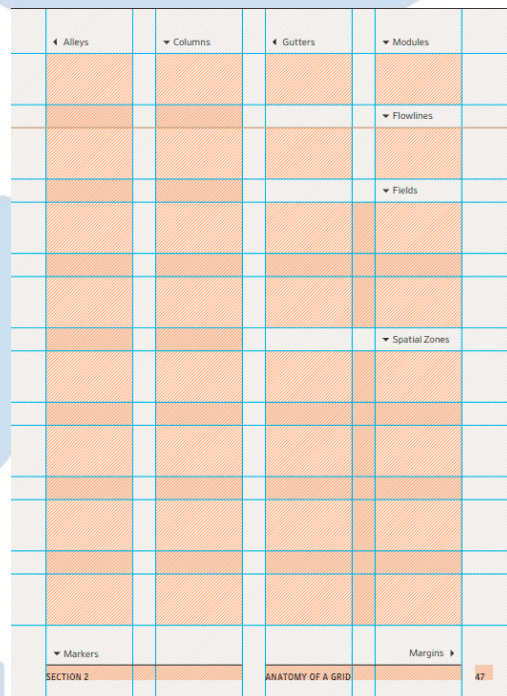 Alleys
Columns
Gutters
Modules
Flowlines
Fields
Spatial Zones
Markers
Margins
SECTION 2
ANATOMY OF A GRID
47